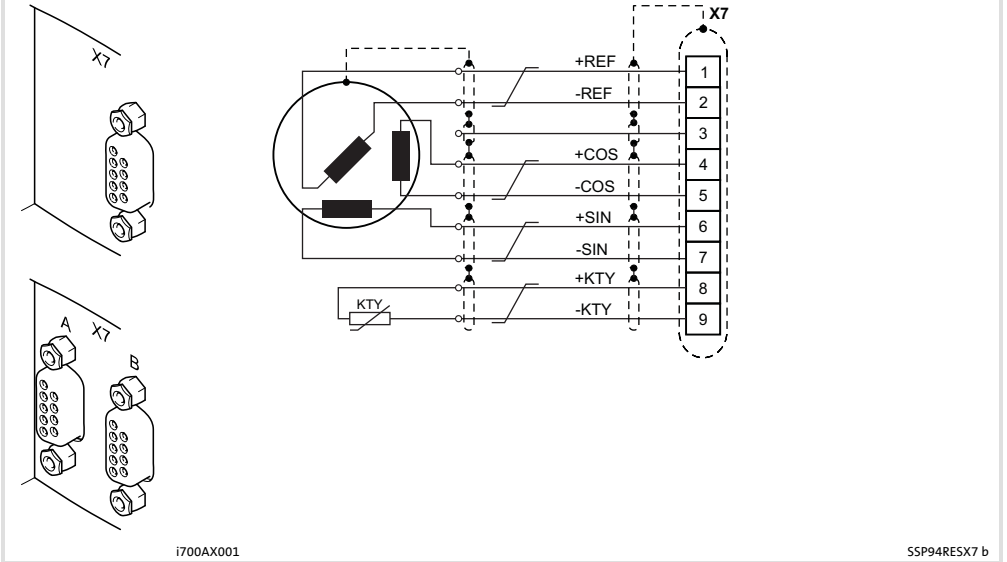 X7
X7
+REF
1
-REF
2
3
+COS
4
-COS
5
+SIN
6
-SIN
7
+KTY
8
KTY
-KTY
9
A
X7
B
i700AX001
SSP94RESX7 b